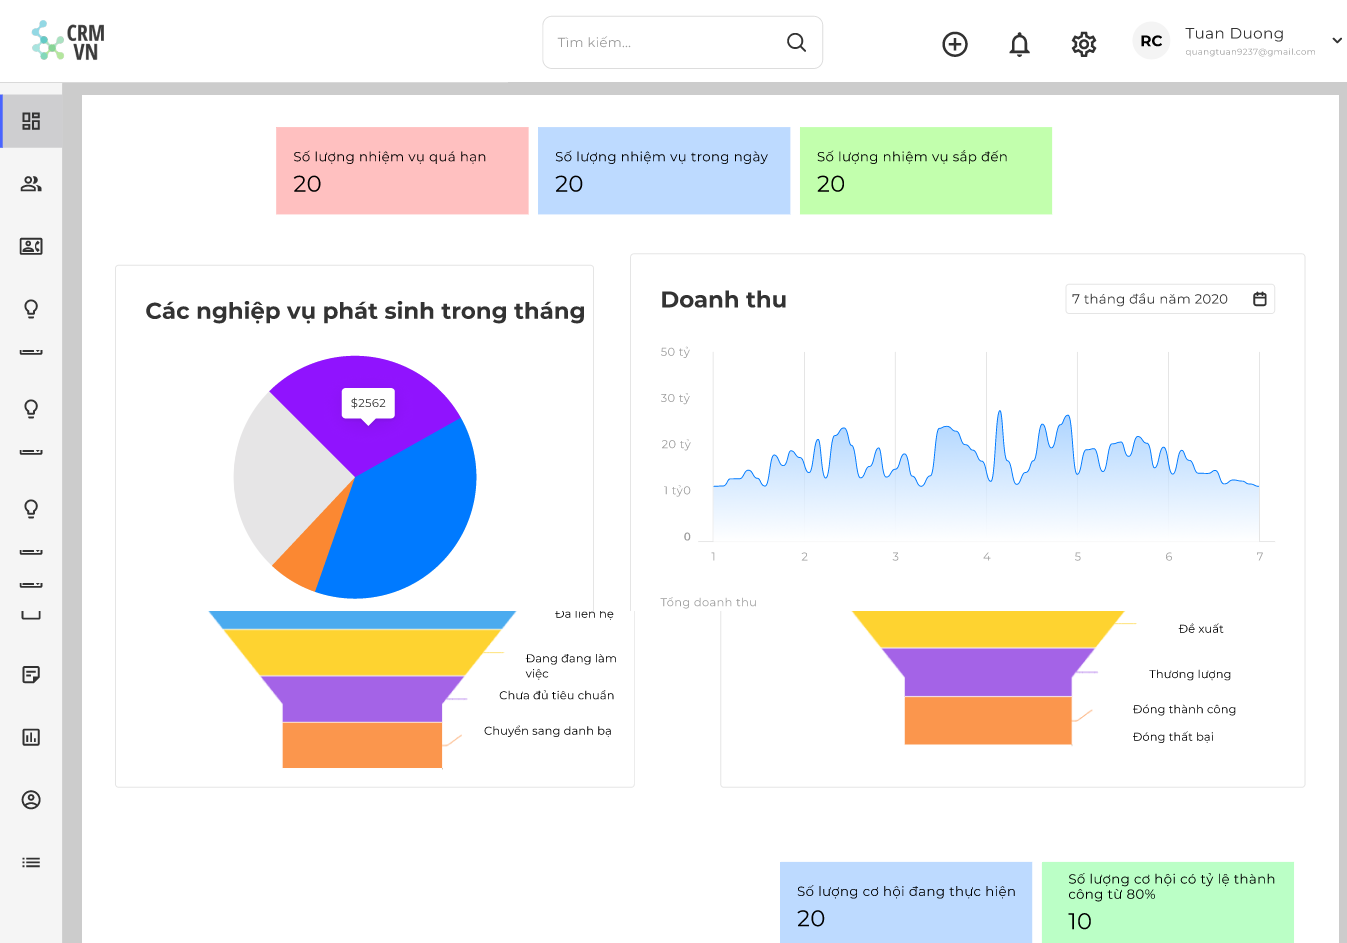 CRM
VN
Tìm kiếm...
RC
Tuan Duong
quangtuan9237@gmail.com
Số lượng nhiệm vụ quá hạn
20
Số lượng nhiệm vụ trong ngày
20
Số lượng nhiệm vụ sắp đến
20
Các nghiệp vụ phát sinh trong tháng
$2562
Doanh thu
7 tháng đầu năm 2020
50 tỷ
30 tỷ
20 tỷ
1 tỷ0
0
1 2 3 4 5 6 7
Tổng doanh thu
Đã liên hệ
Đang đang làm
việc
Chưa đủ tiêu chuẩn
Chuyển sang danh bạ
Đề xuất
Thương lượng
Đóng thành công
Đóng thất bại
Số lượng cơ hội đang thực hiện
20
Số lượng cơ hội có tỷ lệ thành
công từ 80%
10